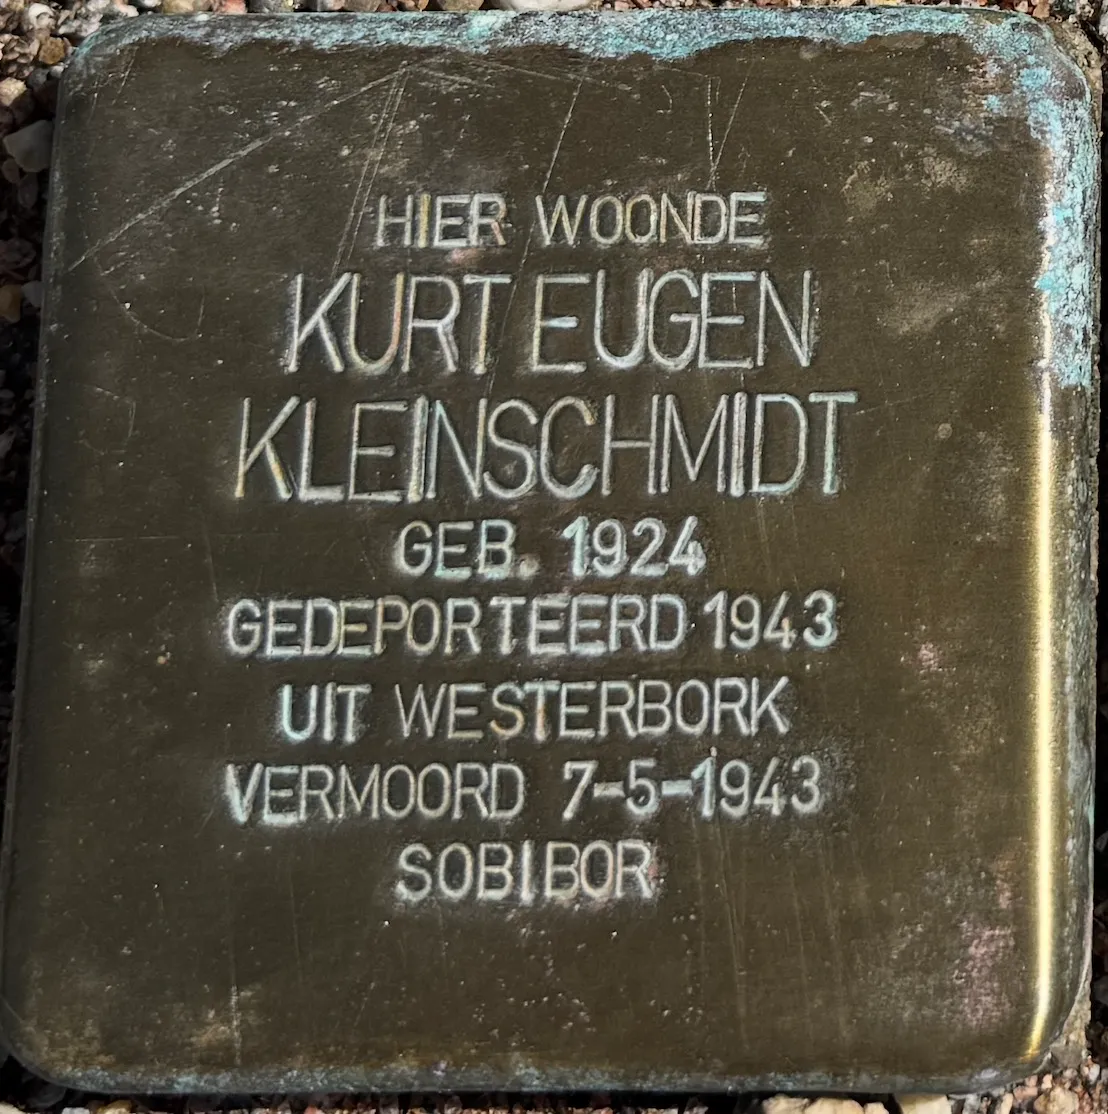 HIER WOONDE
KURT EUGEN
KLEINSCHMIDT
GEB. 1924
GEDEPORTEERD 1943
UIT WESTERBORK
VERMOORD 7-5-1943
SOBIBOR